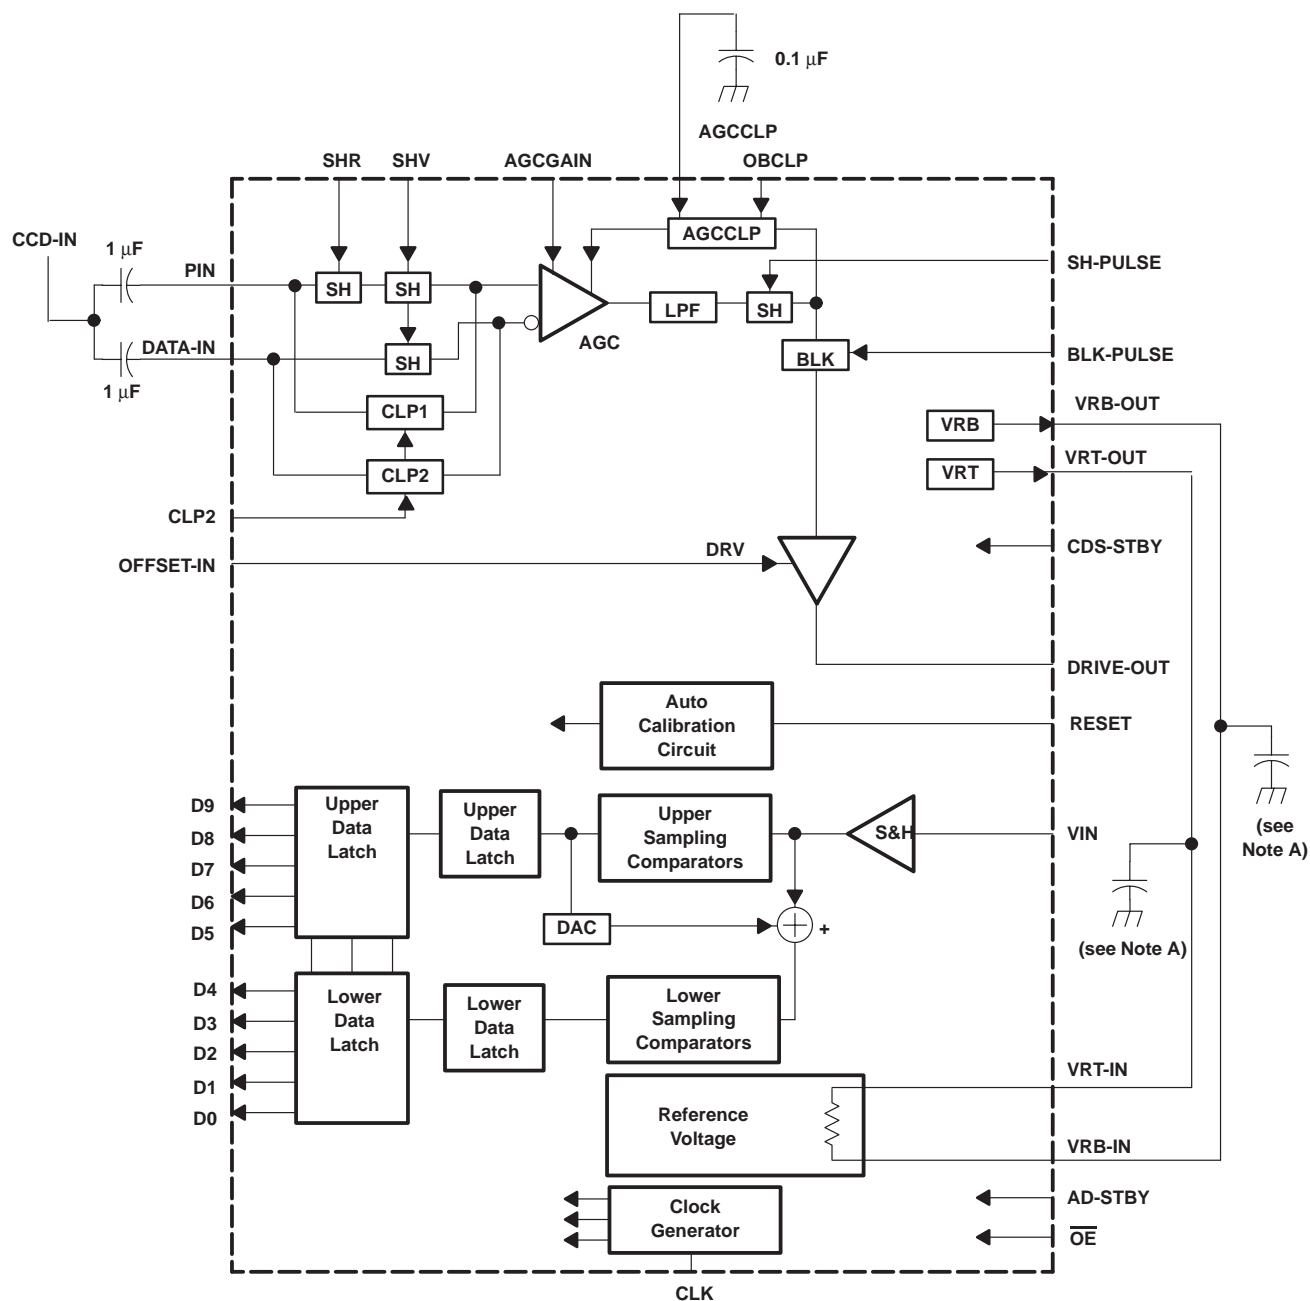 0.1 μF
AGCCLP
SHR
SHV
AGCGAIN
OBCLP
AGCCLP
CCD-IN
1 μF
PIN
SH
SH
SH-PULSE
LPF
SH
AGC
DATA-IN
SH
1 μF
BLK
BLK-PULSE
CLP1
VRB
VRB-OUT
CLP2
VRT
VRT-OUT
CLP2
CDS-STBY
DRV
OFFSET-IN
DRIVE-OUT
Auto
Calibration
Circuit
RESET
D9
D8
D7
D6
D5
Upper
Data
Latch
Upper
Data
Latch
Upper
Sampling
Comparators
S&H
VIN
(see
Note A)
DAC
+
(see Note A)
D4
D3
D2
D1
D0
Lower
Data
Latch
Lower
Data
Latch
Lower
Sampling
Comparators
VRT-IN
Reference
Voltage
VRB-IN
AD-STBY
Clock
Generator
OE
CLK